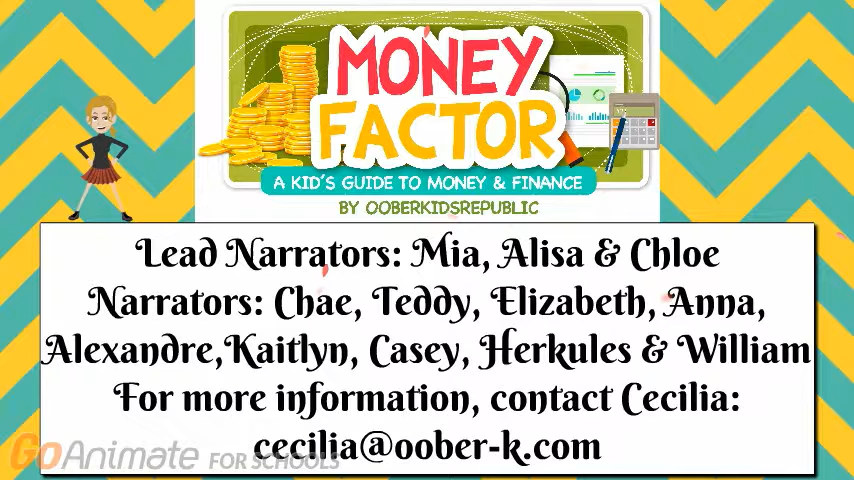 MONEY
FACTOR
A KID'S GUIDE TO MONEY & FINANCE
BY OOBERKIDSREPUBLIC
Lead Narrators: Mia, Alisa & Chloe
Narrators: Chae, Teddy, Elizabeth, Anna,
Alexandre,Kaitlyn, Casey, Herkules & William
For more information, contact Cecilia:
cecilia@oober-k.com
GoAnimate FOR SCHOOLS